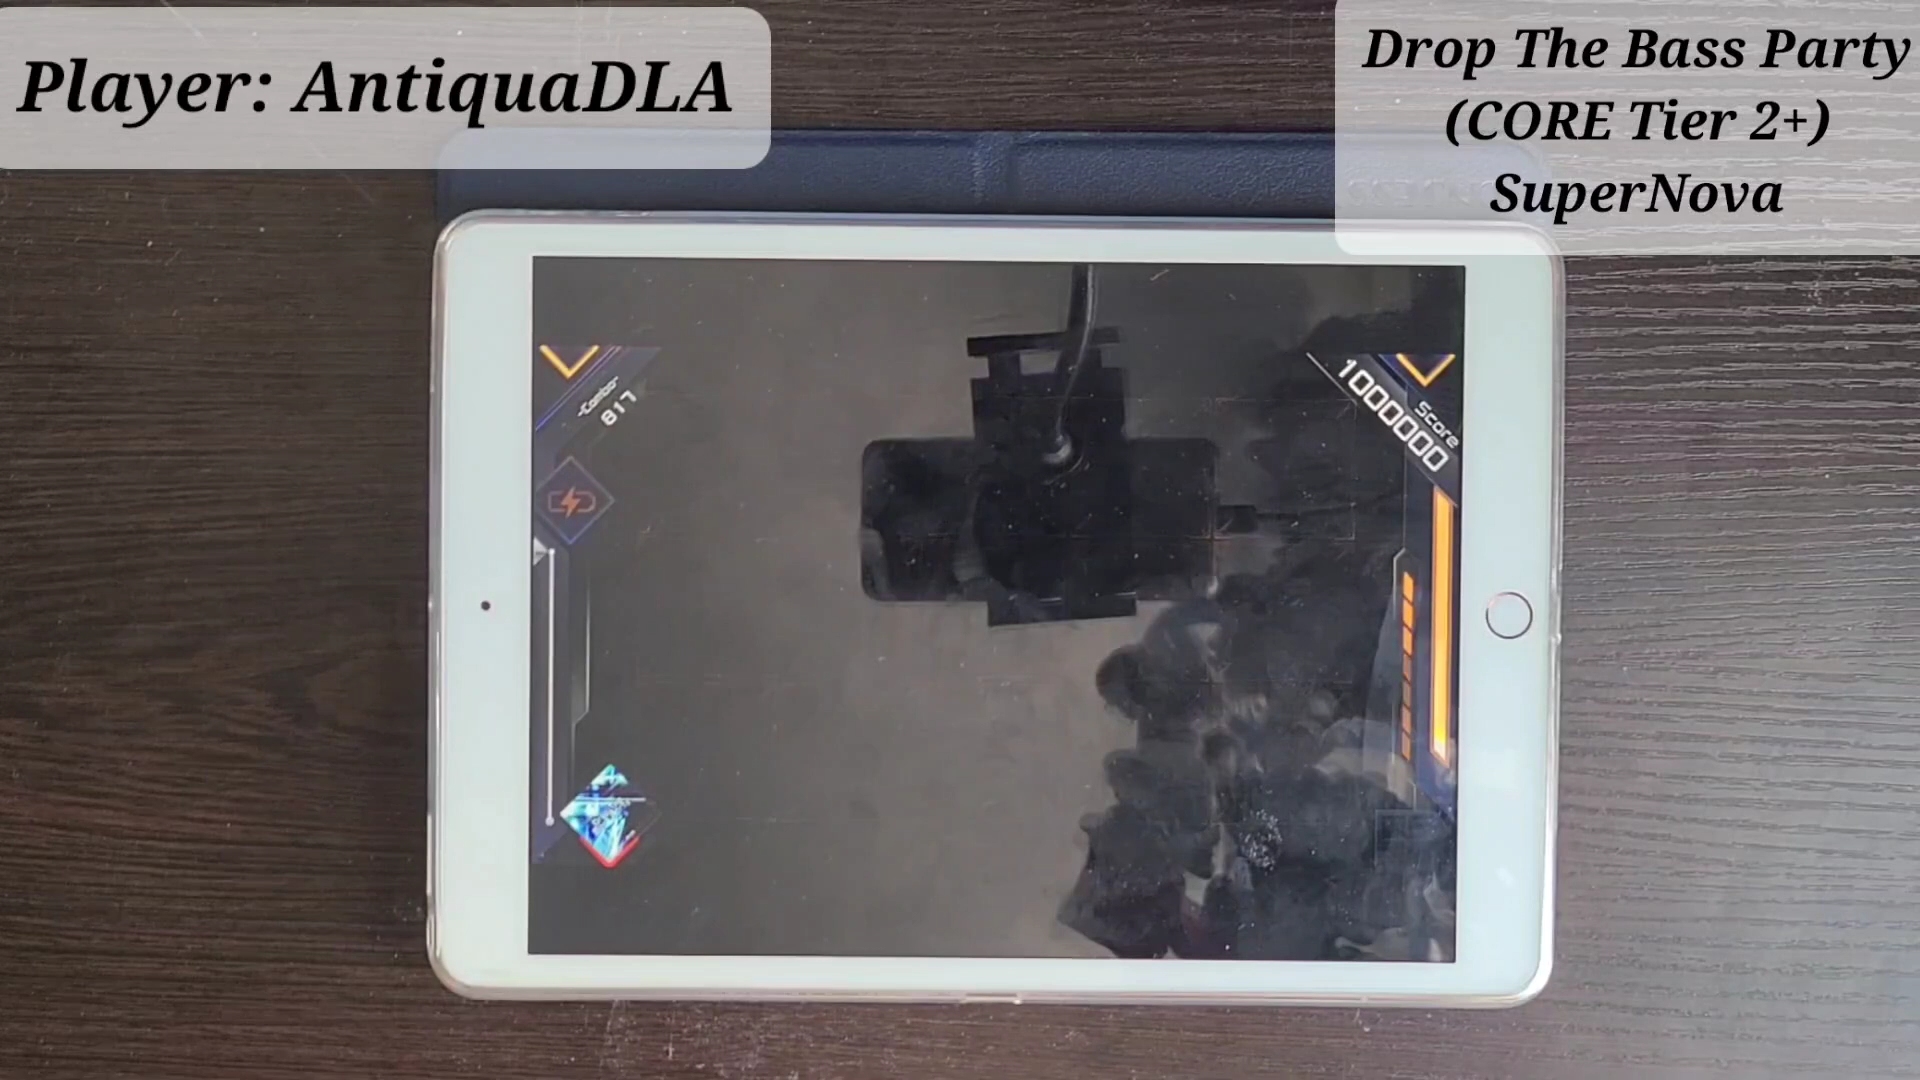 Player: AntiquaDLA
Drop The Bass Party
(CORE Tier 2+)
SuperNova
-Combo-
817
Score
1000000